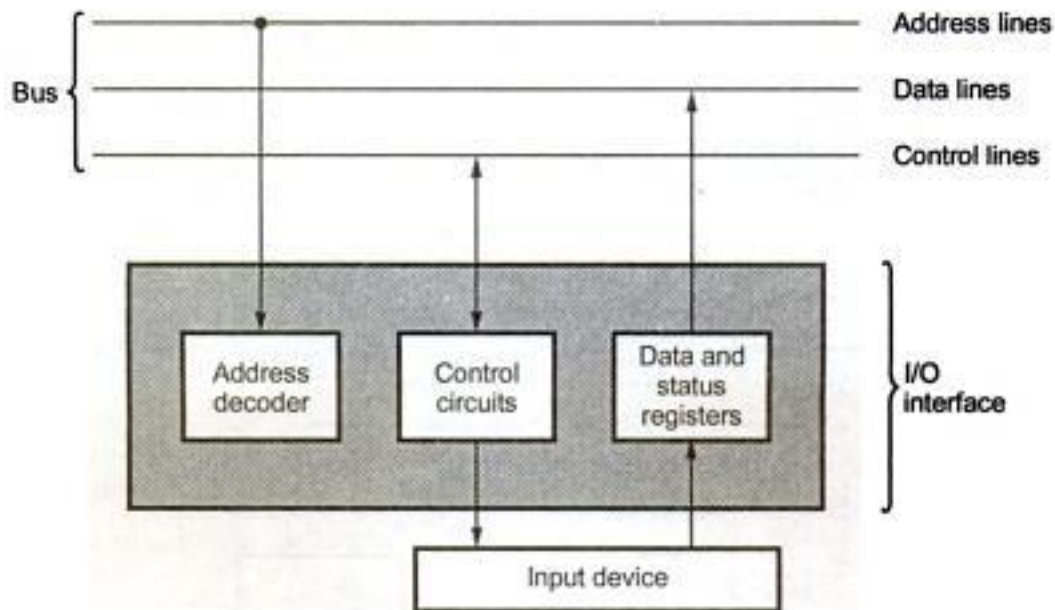 Address lines
Bus
Data lines
Control lines
Address
decoder
Control
circuits
Data and
status
registers
I/O
interface
Input device